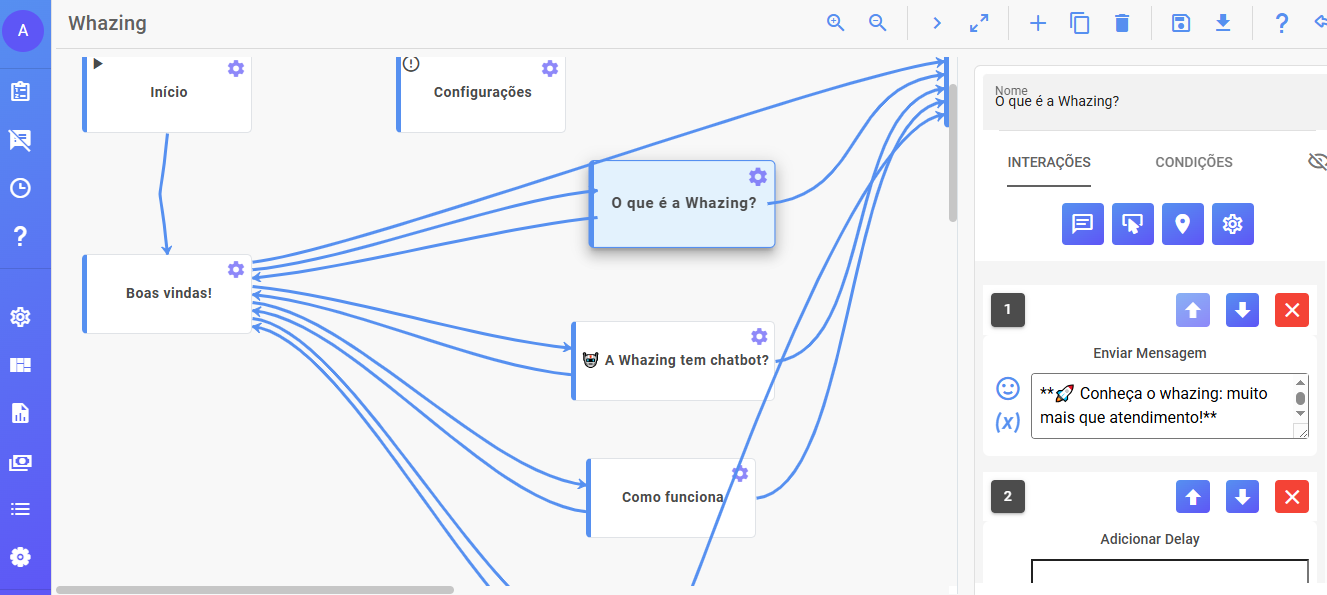 A
Whazing
Início
Configurações
O que é a Whazing?
Boas vindas!
A Whazing tem chatbot?
Como funciona
Nome
O que é a Whazing?
INTERAÇÕES
CONDIÇÕES
1
Enviar Mensagem
(x)
**🚀 Conheça o whazing: muito
mais que atendimento!**
2
Adicionar Delay